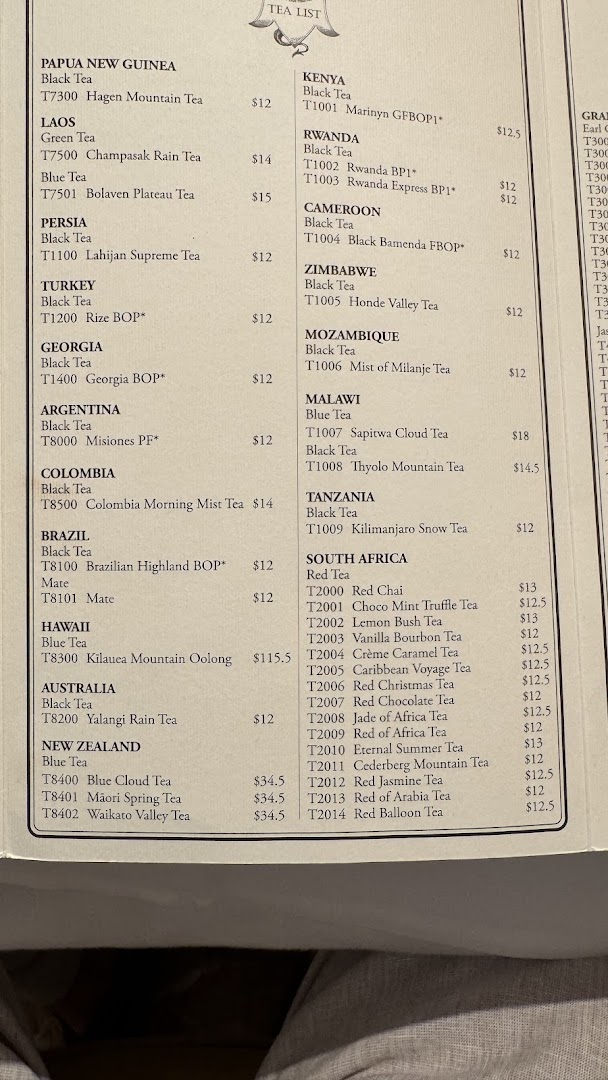 TEA LIST
PAPUA NEW GUINEA
Black Tea
T7300 Hagen Mountain Tea $12
LAOS
Green Tea
T7500 Champasak Rain Tea $14
Blue Tea
T7501 Bolaven Plateau Tea $15
PERSIA
Black Tea
T1100 Lahijan Supreme Tea $12
TURKEY
Black Tea
T1200 Rize BOP* $12
GEORGIA
Black Tea
T1400 Georgia BOP* $12
ARGENTINA
Black Tea
T8000 Misiones PF* $12
COLOMBIA
Black Tea
T8500 Colombia Morning Mist Tea $14
BRAZIL
Black Tea
T8100 Brazilian Highland BOP* $12
Mate
T8101 Mate $12
HAWAII
Blue Tea
T8300 Kilauea Mountain Oolong $115.5
AUSTRALIA
Black Tea
T8200 Yalangi Rain Tea $12
NEW ZEALAND
Blue Tea
T8400 Blue Cloud Tea $34.5
T8401 Māori Spring Tea $34.5
T8402 Waikato Valley Tea $34.5
KENYA
Black Tea
T1001 Marinyn GFBOP1* $12.5
RWANDA
Black Tea
T1002 Rwanda BP1* $12
T1003 Rwanda Express BP1* $12
CAMEROON
Black Tea
T1004 Black Bamenda FBOP* $12
ZIMBABWE
Black Tea
T1005 Honde Valley Tea $12
MOZAMBIQUE
Black Tea
T1006 Mist of Milanje Tea $12
MALAWI
Blue Tea
T1007 Sapitwa Cloud Tea $18
Black Tea
T1008 Thyolo Mountain Tea $14.5
TANZANIA
Black Tea
T1009 Kilimanjaro Snow Tea $12
SOUTH AFRICA
Red Tea
T2000 Red Chai $13
T2001 Choco Mint Truffle Tea $12.5
T2002 Lemon Bush Tea $13
T2003 Vanilla Bourbon Tea $12
T2004 Crème Caramel Tea $12.5
T2005 Caribbean Voyage Tea $12.5
T2006 Red Christmas Tea $12.5
T2007 Red Chocolate Tea $12
T2008 Jade of Africa Tea $12.5
T2009 Red of Africa Tea $12
T2010 Eternal Summer Tea $13
T2011 Cederberg Mountain Tea $12
T2012 Red Jasmine Tea $12.5
T2013 Red of Arabia Tea $12
T2014 Red Balloon Tea $12.5
Earl